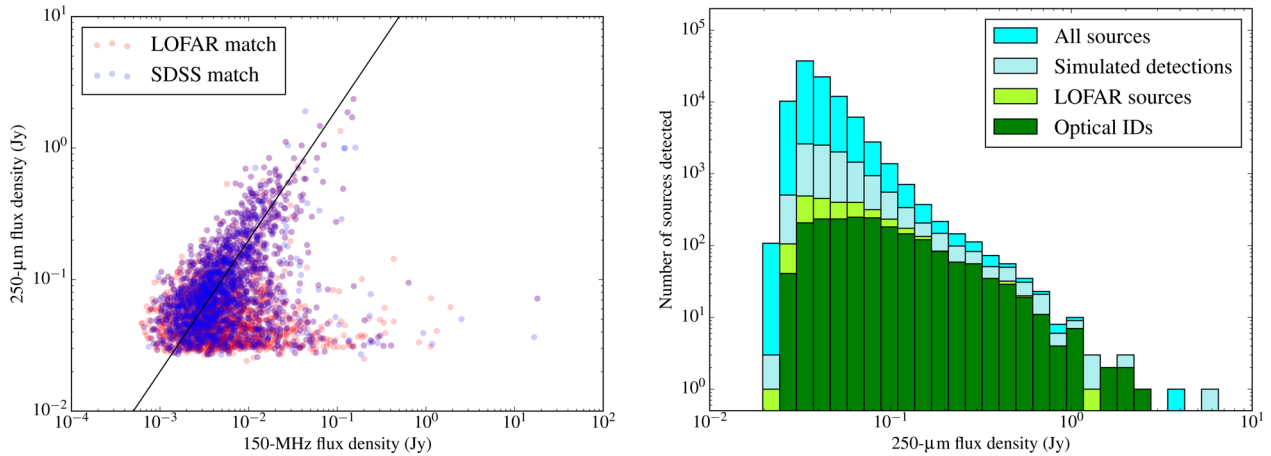 10^1
10^0
10^-1
10^-2
250-μm flux density (Jy)
LOFAR match
SDSS match
10^-4 10^-3 10^-2 10^-1 10^0 10^1 10^2
150-MHz flux density (Jy)
10^5
10^4
10^3
10^2
10^1
10^0
Number of sources detected
All sources
Simulated detections
LOFAR sources
Optical IDs
10^-2 10^-1 10^0 10^1
250-μm flux density (Jy)